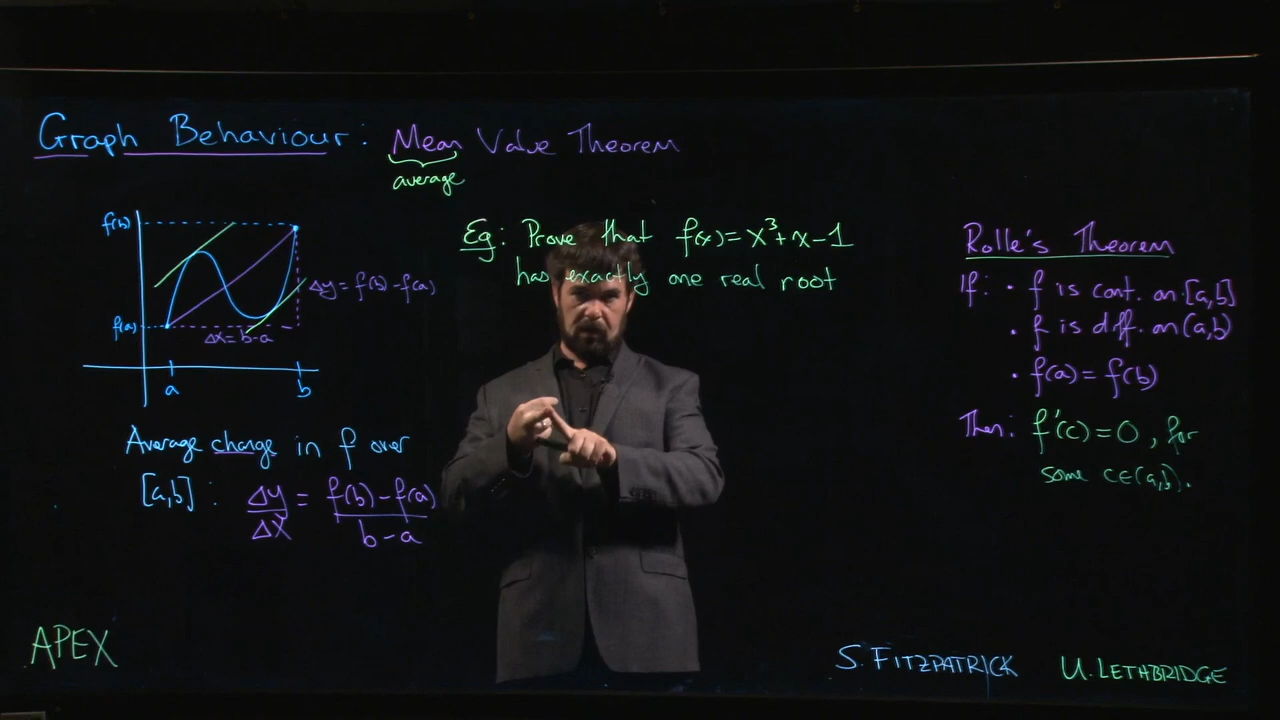 Graph Behaviour: Mean Value Theorem
average
f(b)
Δy = f(b)-f(a)
f(a)
Δx = b-a
a
b
Average change in f over
[a,b]: Δy/Δx = f(b)-f(a)/b-a
Eg: Prove that f(x)=x³+x-1
has exactly one real root
Rolle's Theorem
If: · f is cont. on [a,b]
· f is diff. on (a,b)
· f(a) = f(b)
Then: f'(c)=0, for
some c∈(a,b).
APEX
S. FITZPATRICK
U. LETHBRIDGE